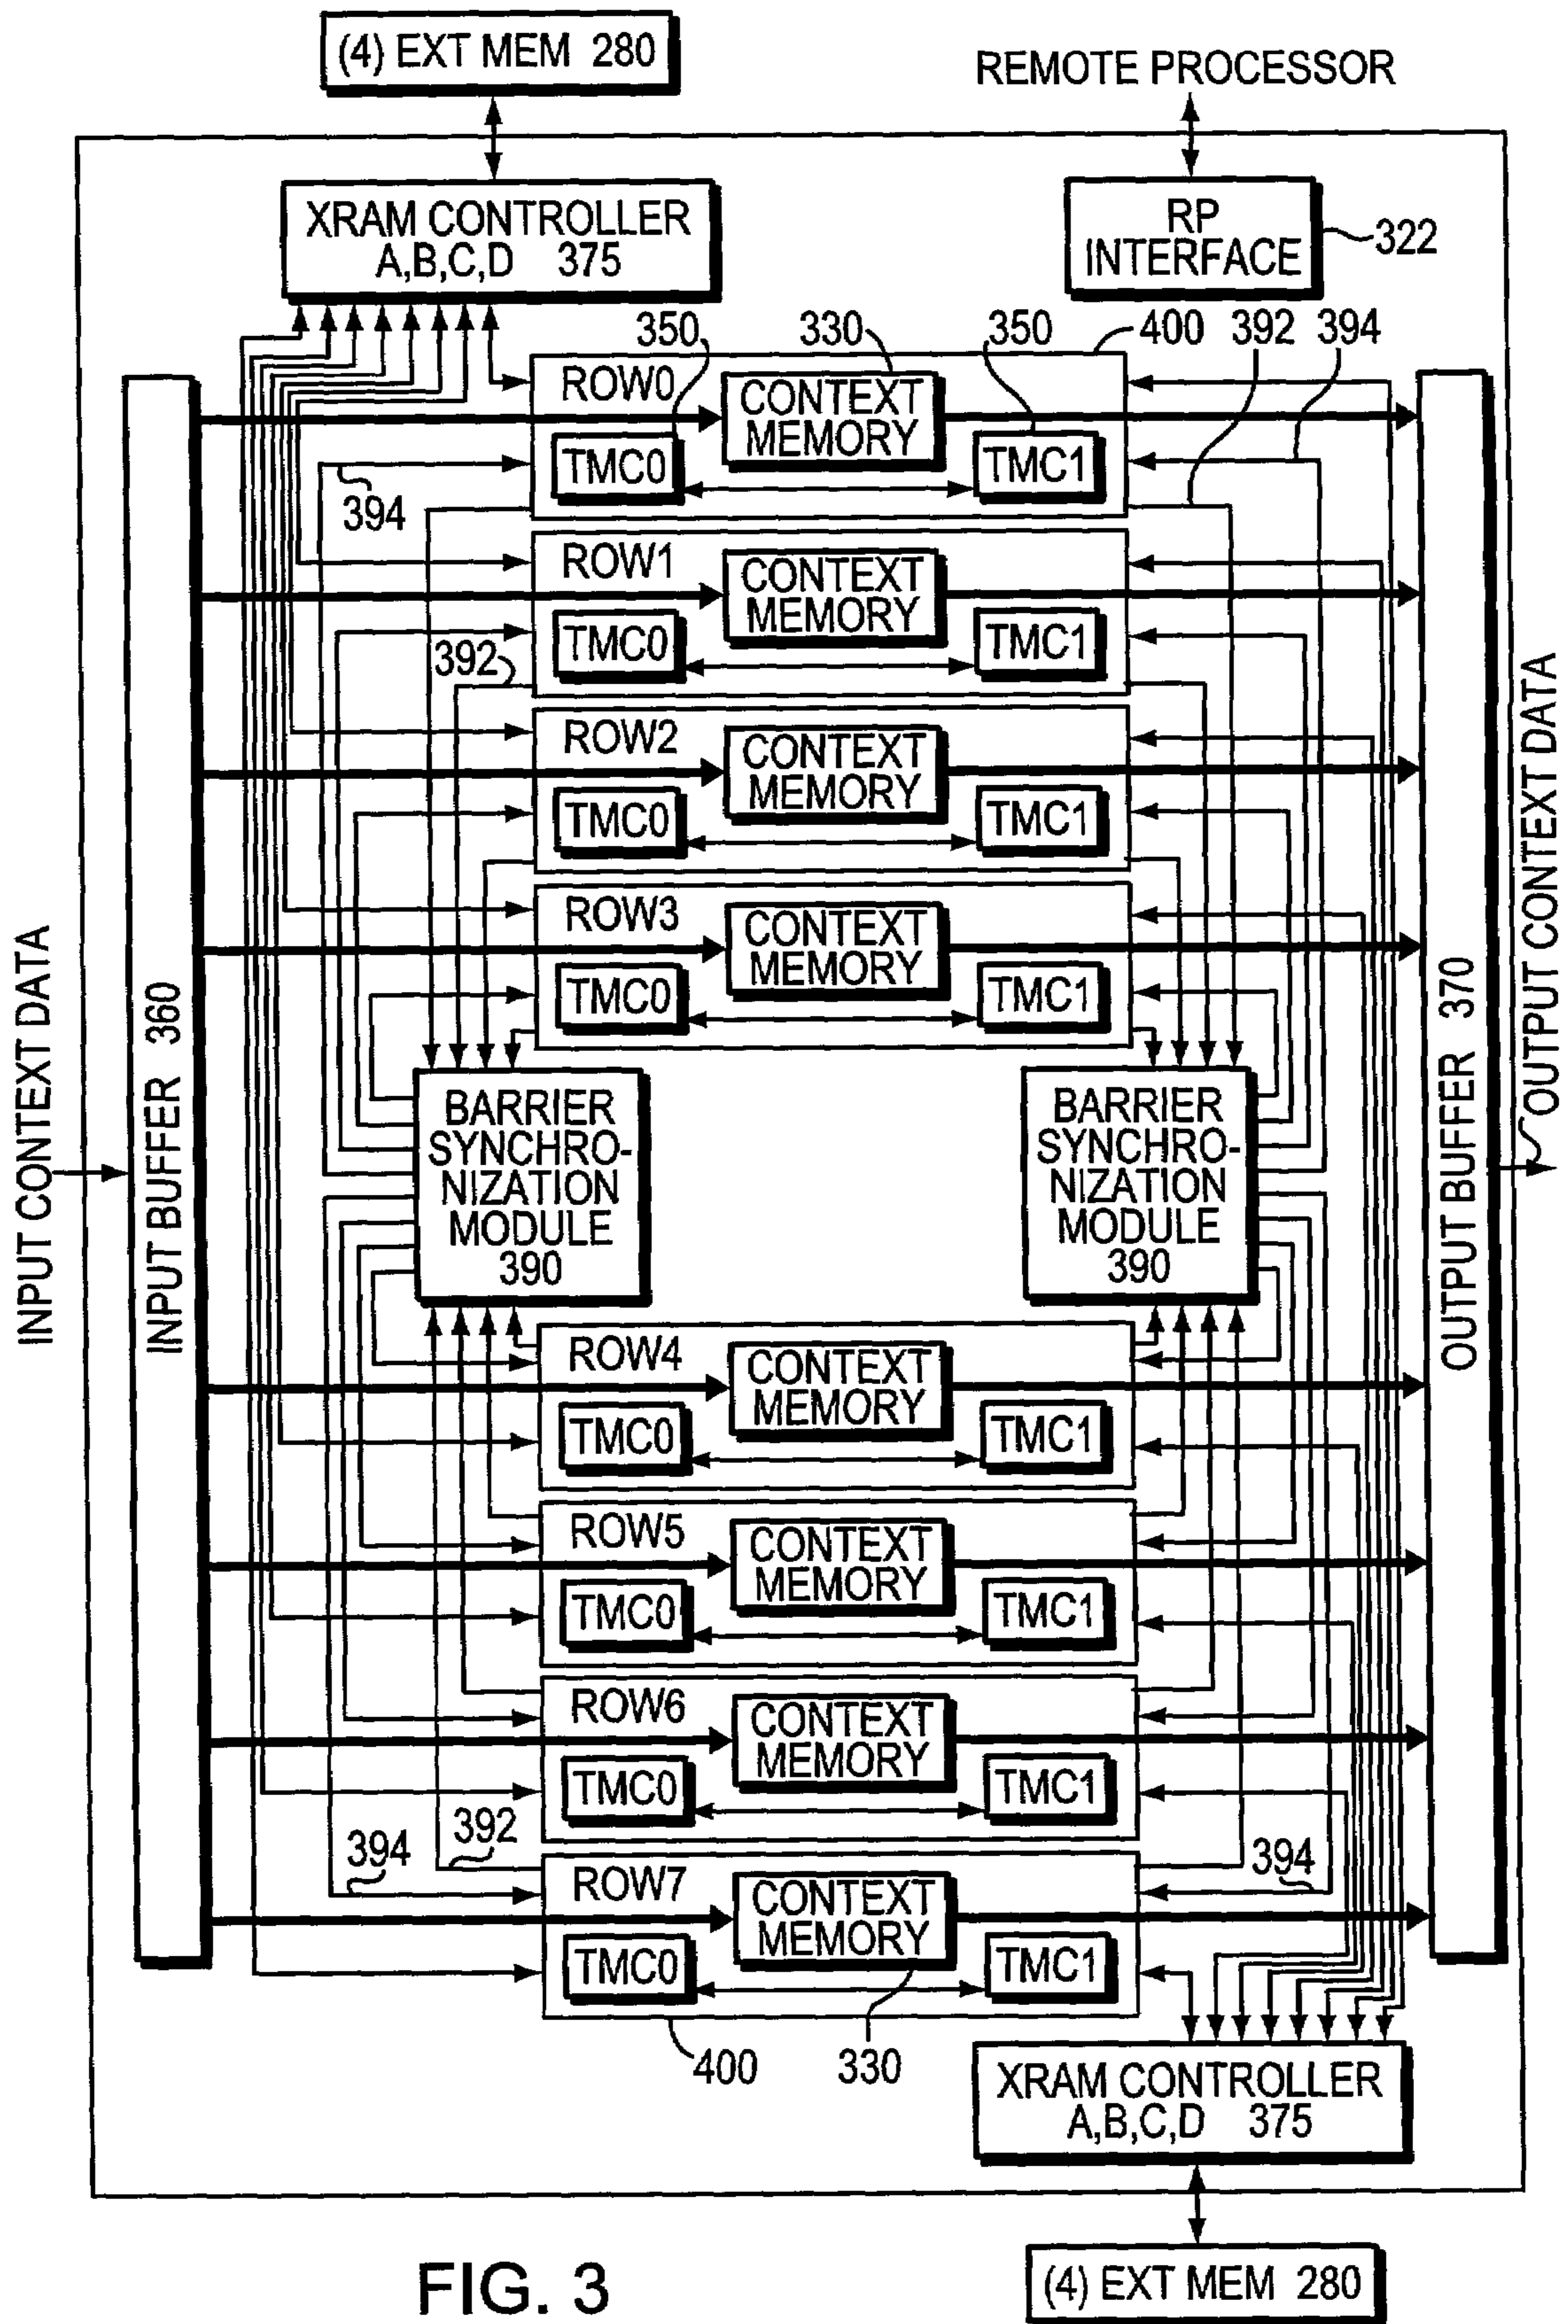 (4) EXT MEM 280
REMOTE PROCESSOR
XRAM CONTROLLER
A,B,C,D 375
RP
INTERFACE
322
350
330
350
400
392
394
ROW0
CONTEXT
MEMORY
TMC0
TMC1
394
ROW1
CONTEXT
MEMORY
TMC0
TMC1
392
ROW2
CONTEXT
MEMORY
TMC0
TMC1
ROW3
CONTEXT
MEMORY
TMC0
TMC1
INPUT CONTEXT DATA
INPUT BUFFER 360
BARRIER
SYNCHRO-
NIZATION
MODULE
390
BARRIER
SYNCHRO-
NIZATION
MODULE
390
OUTPUT BUFFER 370
OUTPUT CONTEXT DATA
ROW4
CONTEXT
MEMORY
TMC0
TMC1
ROW5
CONTEXT
MEMORY
TMC0
TMC1
ROW6
CONTEXT
MEMORY
TMC0
TMC1
392
394
394
ROW7
CONTEXT
MEMORY
TMC0
TMC1
400
330
XRAM CONTROLLER
A,B,C,D 375
(4) EXT MEM 280
FIG. 3